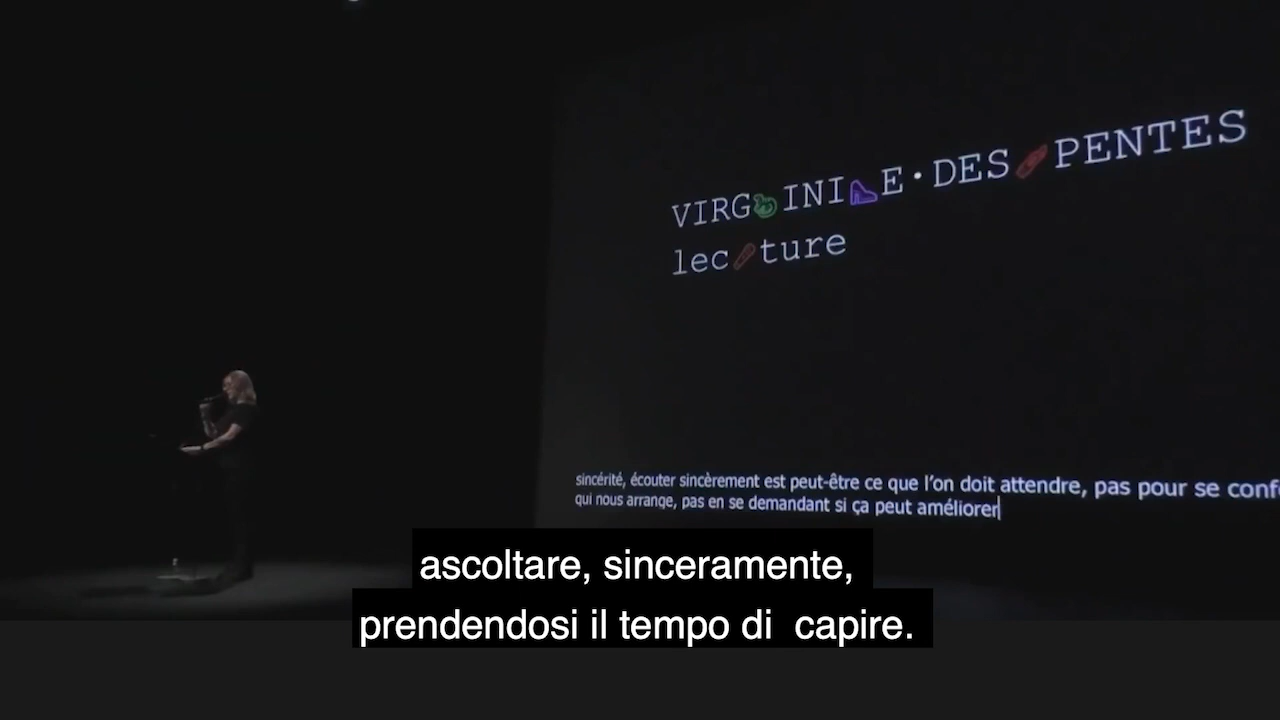 VIRGINIE·DESPENTES
lecture
sincérité, écouter sincèrement est peut-être ce que l'on doit attendre, pas pour se conf
qui nous arrange, pas en se demandant si ça peut améliorer
ascoltare, sinceramente,
prendendosi il tempo di capire.